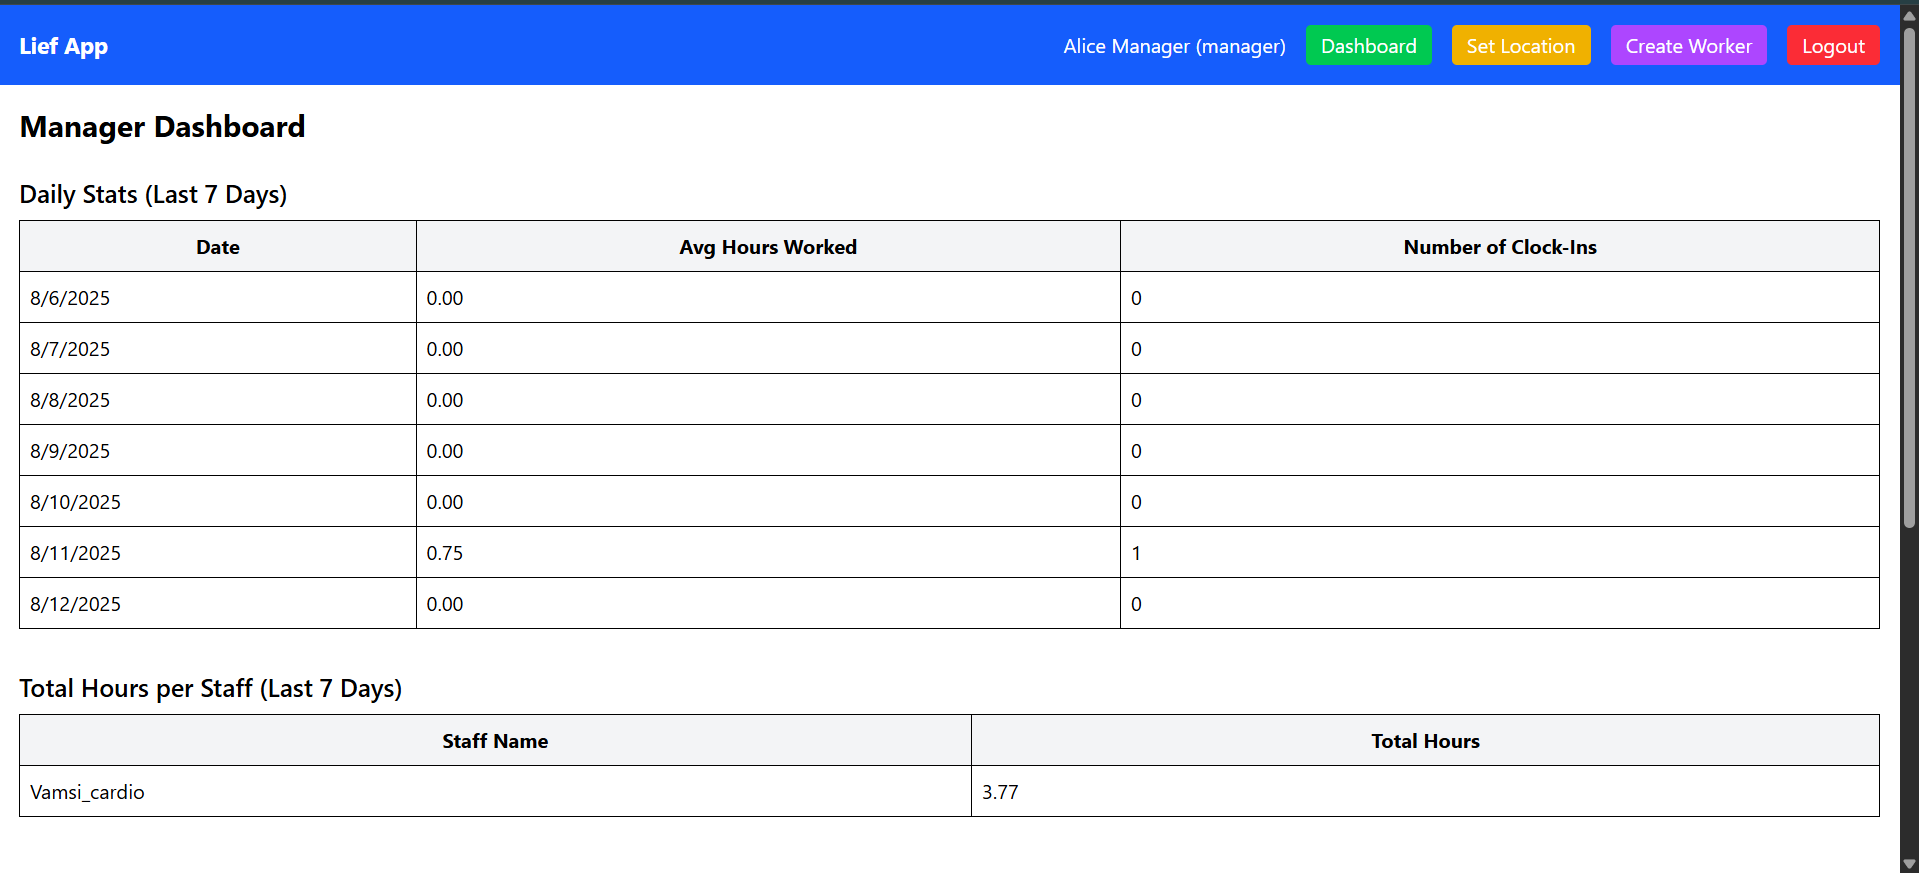 Lief App Alice Manager (manager) Dashboard Set Location Create Worker Logout
Manager Dashboard
Daily Stats (Last 7 Days)
Date Avg Hours Worked Number of Clock-Ins
8/6/2025 0.00 0
8/7/2025 0.00 0
8/8/2025 0.00 0
8/9/2025 0.00 0
8/10/2025 0.00 0
8/11/2025 0.75 1
8/12/2025 0.00 0
Total Hours per Staff (Last 7 Days)
Staff Name Total Hours
Vamsi_cardio 3.77